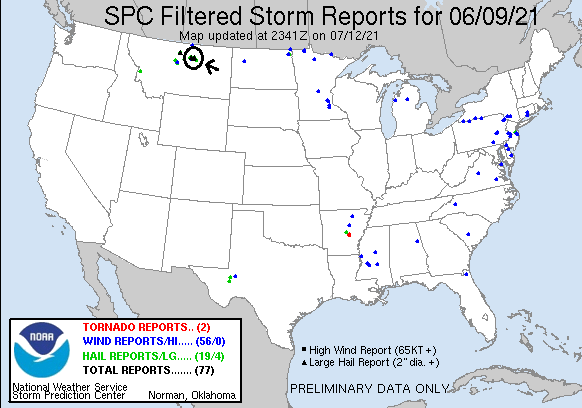 SPC Filtered Storm Reports for 06/09/21
Map updated at 2341Z on 07/12/21
TORNADO REPORTS.. (2)
WIND REPORTS/HI..... (56/0)
HAIL REPORTS/LG..... (19/4)
TOTAL REPORTS....... (77)
NOAA
National Weather Service
Storm Prediction Center Norman, Oklahoma
High Wind Report (65KT +)
Large Hail Report (2" dia. +)
PRELIMINARY DATA ONLY